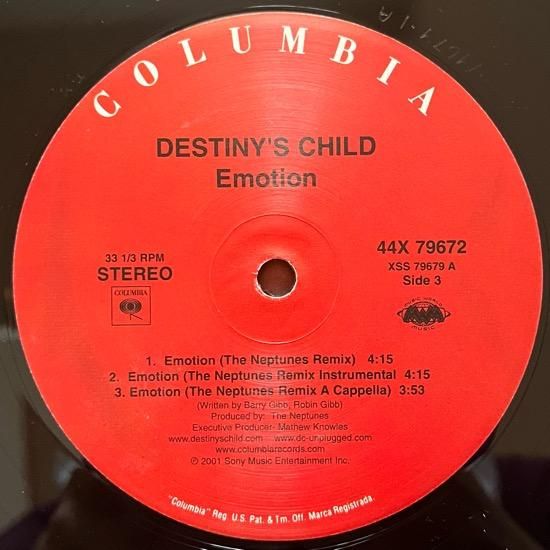 COLUMBIA
DESTINY'S CHILD
Emotion
33 1/3 RPM
STEREO
COLUMBIA
44X 79672
XSS 79679 A
Side 3
MUSIC WORLD
MUSIC
1. Emotion (The Neptunes Remix) 4:15
2. Emotion (The Neptunes Remix Instrumental 4:15
3. Emotion (The Neptunes Remix A Cappella) 3:53
(Written by Barry Gibb, Robin Gibb)
Produced by: The Neptunes
Executive Producer- Mathew Knowles
www.destinyschild.com www.dc-unplugged.com
www.columbiarecords.com
℗ 2001 Sony Music Entertainment Inc.
"Columbia" Reg. U.S. Pat. & Tm. Off. Marca Registrada.